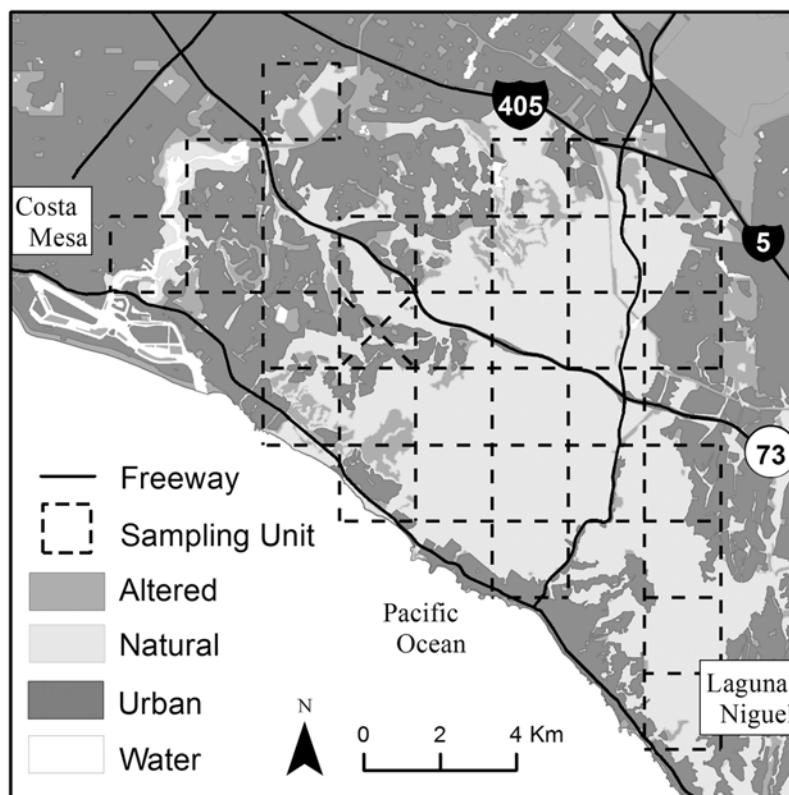 405
Costa
Mesa
5
73
Freeway
Sampling Unit
Altered
Natural
Urban
Water
Pacific
Ocean
N
0 2 4 Km
Laguna
Niguel